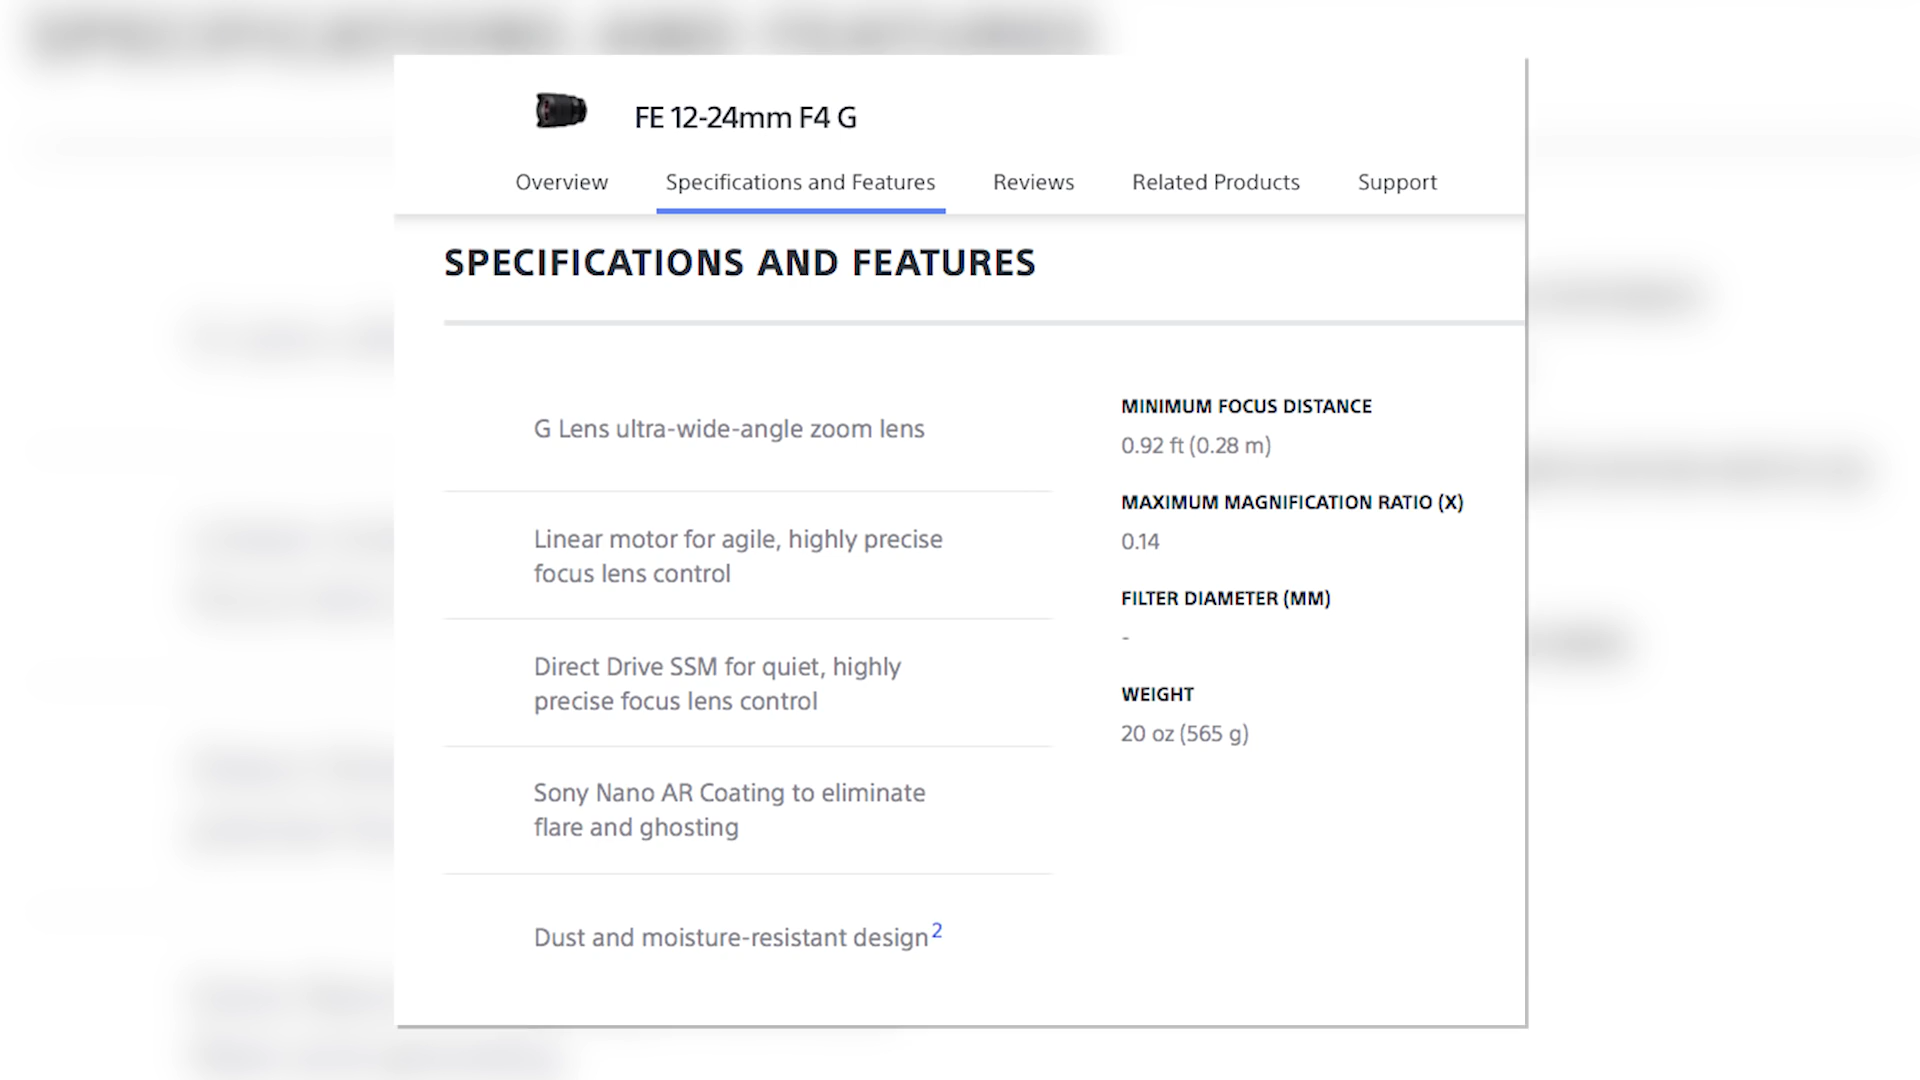 FE 12-24mm F4 G
Overview
Specifications and Features
Reviews
Related Products
Support
SPECIFICATIONS AND FEATURES
G Lens ultra-wide-angle zoom lens
Linear motor for agile, highly precise
focus lens control
Direct Drive SSM for quiet, highly
precise focus lens control
Sony Nano AR Coating to eliminate
flare and ghosting
Dust and moisture-resistant design2
MINIMUM FOCUS DISTANCE
0.92 ft (0.28 m)
MAXIMUM MAGNIFICATION RATIO (X)
0.14
FILTER DIAMETER (MM)
-
WEIGHT
20 oz (565 g)